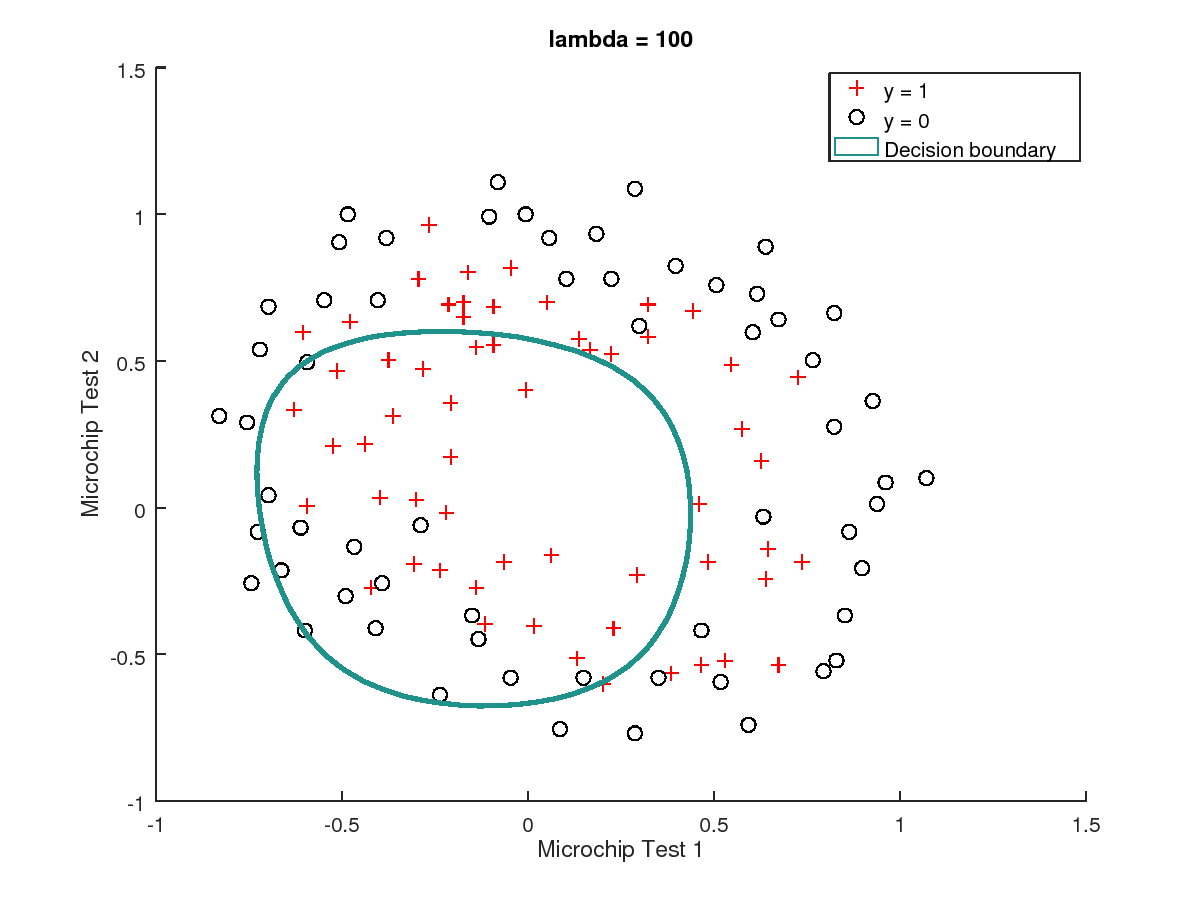 lambda = 100
1.5
y = 1
y = 0
Decision boundary
1
0.5
Microchip Test 2
0
-0.5
-1
-1 -0.5 0 0.5 1 1.5
Microchip Test 1